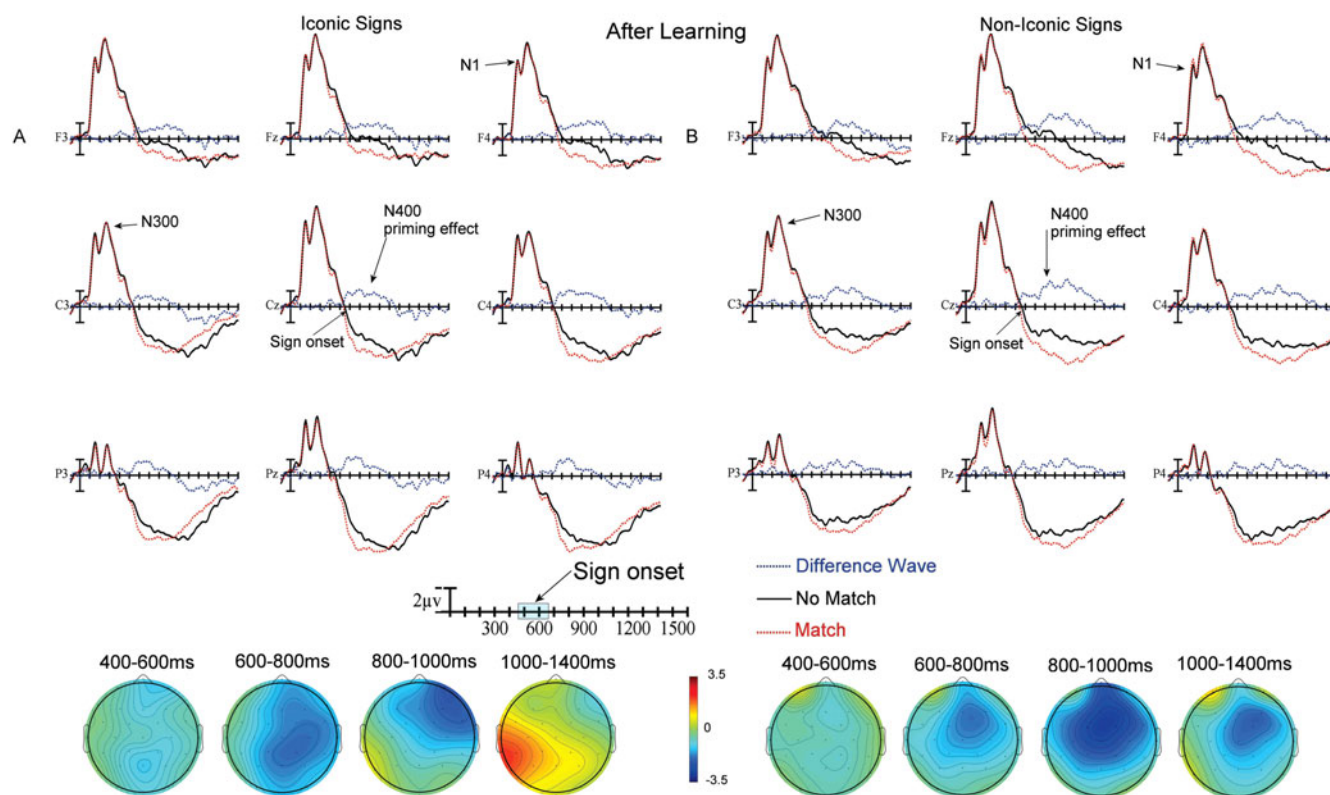 Iconic Signs
After Learning
Non-Iconic Signs
N1
N1
A
F3
Fz
F4
B
F3
Fz
F4
N300
N400
priming effect
N300
N400
priming effect
C3
Cz
C4
C3
Cz
C4
Sign onset
Sign onset
P3
Pz
P4
P3
Pz
P4
Sign onset
2μv
300 600 900 1200 1500
Difference Wave
No Match
Match
400-600ms
600-800ms
800-1000ms
1000-1400ms
3.5
0
-3.5
400-600ms
600-800ms
800-1000ms
1000-1400ms